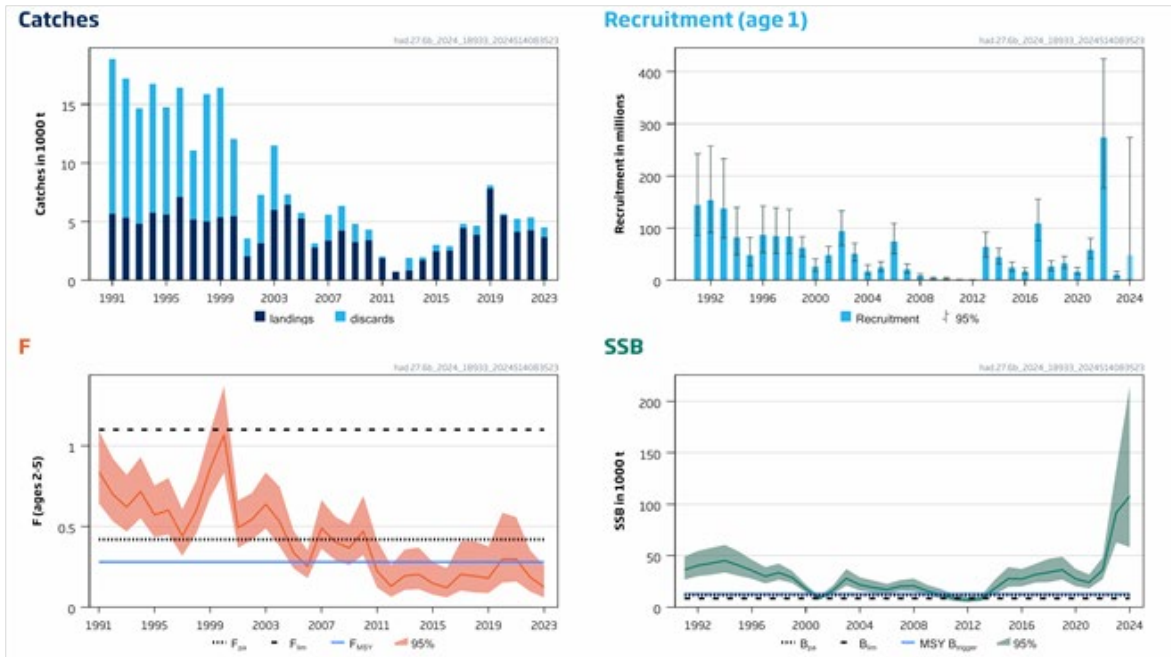 Catches
had.27.6b_2024_18933_2024514083523
Catches in 1000 t
15
10
5
0
1991 1995 1999 2003 2007 2011 2015 2019 2023
landings discards
Recruitment (age 1)
had.27.6b_2024_18933_2024514083523
Recruitment in millions
400
300
200
100
0
1992 1996 2000 2004 2008 2012 2016 2020 2024
Recruitment 95%
F
had.27.6b_2024_18933_2024514083523
F (ages 2-5)
1
0.5
0
1991 1995 1999 2003 2007 2011 2015 2019 2023
Fpa Flim FMSY 95%
SSB
had.27.6b_2024_18933_2024514083523
SSB in 1000 t
200
150
100
50
0
1992 1996 2000 2004 2008 2012 2016 2020 2024
Bpa Blim MSY Btrigger 95%